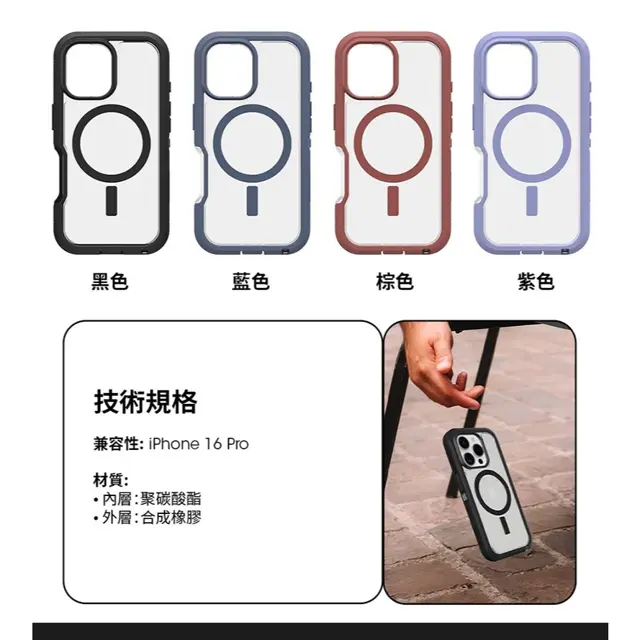 黑色
藍色
棕色
紫色
技術規格
兼容性: iPhone 16 Pro
材質:
• 內層:聚碳酸酯
• 外層:合成橡膠